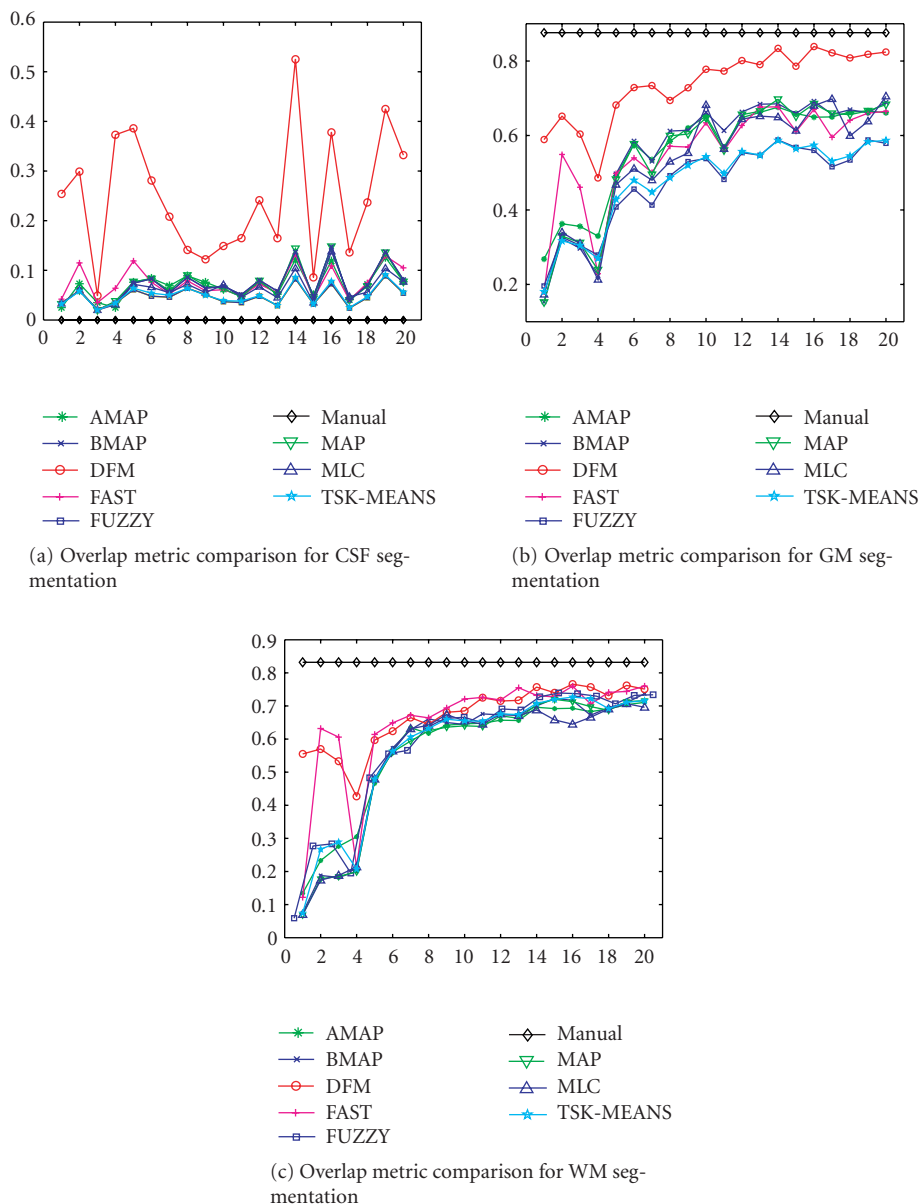 0.6
0.5
0.4
0.3
0.2
0.1
0
0 2 4 6 8 10 12 14 16 18 20
AMAP
BMAP
DFM
FAST
FUZZY
Manual
MAP
MLC
TSK-MEANS
(a) Overlap metric comparison for CSF seg-
mentation
0.8
0.6
0.4
0.2
0 2 4 6 8 10 12 14 16 18 20
AMAP
BMAP
DFM
FAST
FUZZY
Manual
MAP
MLC
TSK-MEANS
(b) Overlap metric comparison for GM seg-
mentation
0.9
0.8
0.7
0.6
0.5
0.4
0.3
0.2
0.1
0
0 2 4 6 8 10 12 14 16 18 20
AMAP
BMAP
DFM
FAST
FUZZY
Manual
MAP
MLC
TSK-MEANS
(c) Overlap metric comparison for WM seg-
mentation